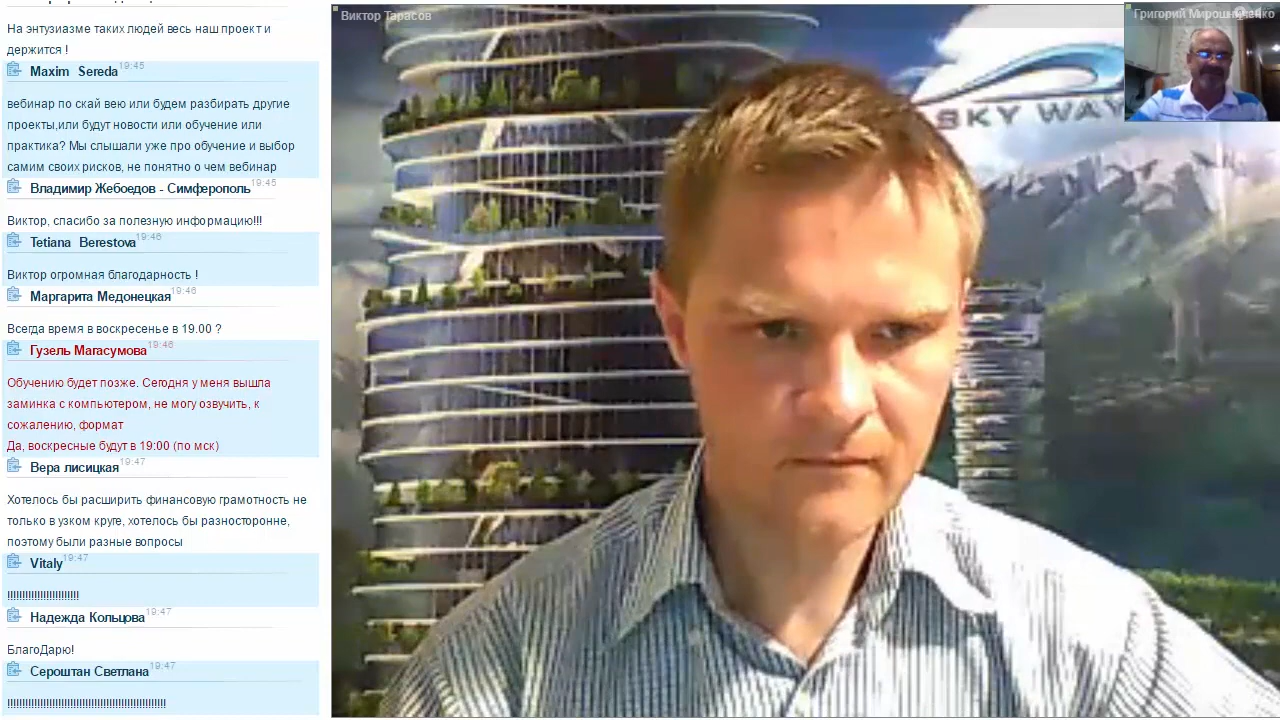 На энтузиазме таких людей весь наш проект и
держится !
Maxim Sereda 19:45
вебинар по скай вею или будем разбирать другие
проекты,или будут новости или обучение или
практика? Мы слышали уже про обучение и выбор
самим своих рисков, не понятно о чем вебинар
Владимир Жебоедов - Симферополь 19:45
Виктор, спасибо за полезную информацию!!!
Tetiana Berestova 19:46
Виктор огромная благодарность !
Маргарита Медонецкая 19:46
Всегда время в воскресенье в 19.00 ?
Гузель Магасумова 19:46
Обучению будет позже. Сегодня у меня вышла
заминка с компьютером, не могу озвучить, к
сожалению, формат
Да, воскресные будут в 19:00 (по мск)
Вера лисицкая 19:47
Хотелось бы расширить финансовую грамотность не
только в узком круге, хотелось бы разносторонне,
поэтому были разные вопросы
Vitaly 19:47
!!!!!!!!!!!!!!!!!!!!!!!!
Надежда Кольцова 19:47
БлагоДарю!
Сероштан Светлана 19:47
!!!!!!!!!!!!!!!!!!!!!!!!!!!!!!!!!!!!!!!!!!!!!!!!!!!!!
Виктор Тарасов
Григорий Мирошниченко
SKY WAY